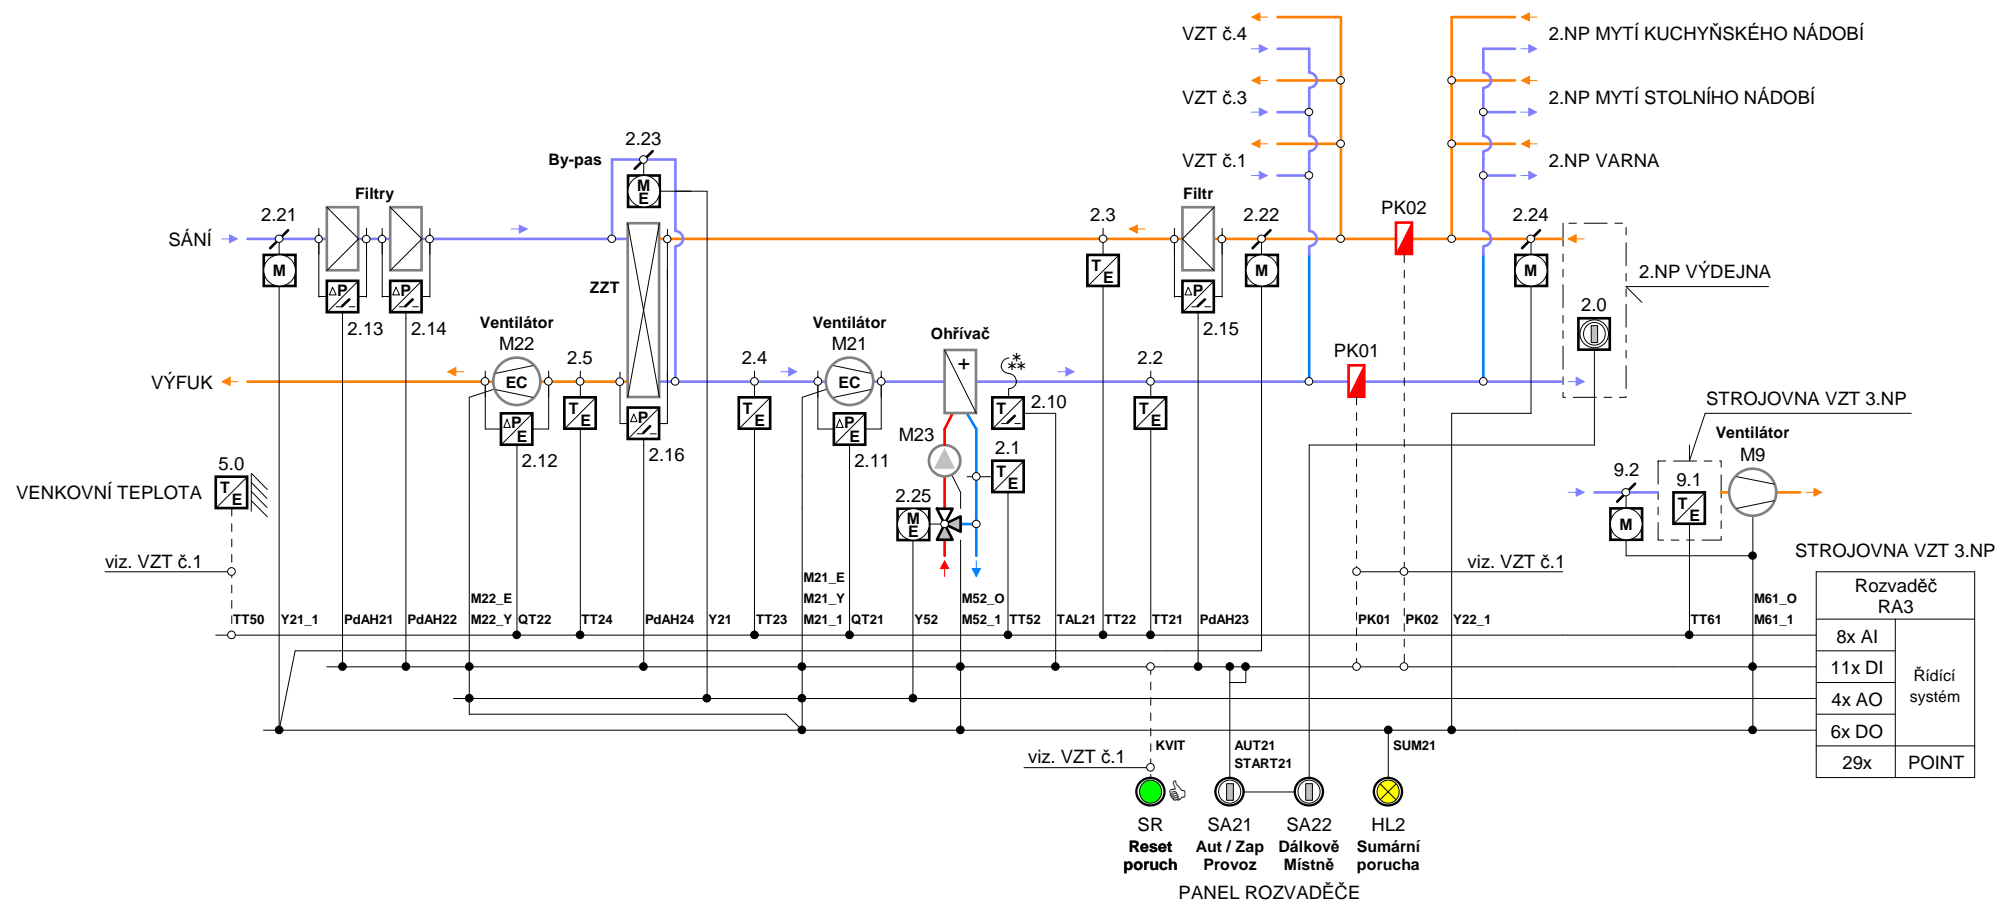 VZT č.4
2.NP MYTÍ KUCHYŇSKÉHO NÁDOBÍ
VZT č.3
2.NP MYTÍ STOLNÍHO NÁDOBÍ
VZT č.1
2.NP VARNA
2.23
By-pas
M
E
Filtry
Filtr
2.21
2.3
2.22
PK02
2.24
SÁNÍ
M
T
E
M
M
2.NP VÝDEJNA
ZZT
ΔP
ΔP
ΔP
2.13
2.14
2.15
2.0
Ventilátor
M22
Ventilátor
M21
Ohřívač
+
2.5
2.4
2.2
PK01
VÝFUK
EC
EC
***
T
E
T
E
T
2.10
T
E
ΔP
E
ΔP
ΔP
E
2.12
2.16
2.11
M23
2.1
T
E
STROJOVNA VZT 3.NP
Ventilátor
M9
5.0
VENKOVNÍ TEPLOTA
T
E
2.25
M
E
9.2
9.1
M
T
E
viz. VZT č.1
viz. VZT č.1
STROJOVNA VZT 3.NP
Rozvaděč
RA3
M21_E
M22_E
M21_Y
M52_O
M61_O
TT50
Y21_1
PdAH21
PdAH22
M22_Y
QT22
TT24
PdAH24
Y21
TT23
M21_1
QT21
Y52
M52_1
TT52
TAL21
TT22
TT21
PdAH23
PK01
PK02
Y22_1
TT61
M61_1
8x AI
11x DI
4x AO
6x DO
Řídící
systém
29x
POINT
viz. VZT č.1
KVIT
AUT21
START21
SUM21
SR
Reset
poruch
SA21
Aut / Zap
Provoz
SA22
Dálkově
Místně
HL2
Sumární
porucha
PANEL ROZVADĚČE